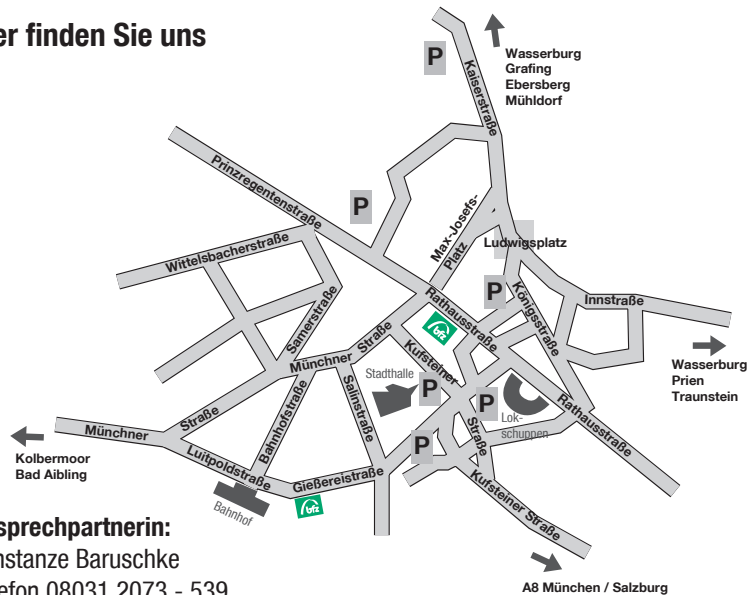 er finden Sie uns
P
Wasserburg
Grafing
Ebersberg
Mühldorf
Kaiserstraße
Prinzregentenstraße
P
Max-Josefs-
Platz
Ludwigsplatz
Wittelsbacherstraße
Samerstraße
P
Königsstraße
Innstraße
Rathausstraße
bfz
Münchner Straße
Kufsteiner
Straße
Stadthalle
P
P
Lok-
schuppen
Rathausstraße
Wasserburg
Prien
Traunstein
Salinstraße
Bahnhofstraße
Münchner
Straße
Kolbermoor
Bad Aibling
Luitpoldstraße
Gießereistraße
P
Kufsteiner Straße
Bahnhof
bfz
sprechpartnerin:
nstanze Baruschke
efon 08031 2073 - 539
A8 München / Salzburg